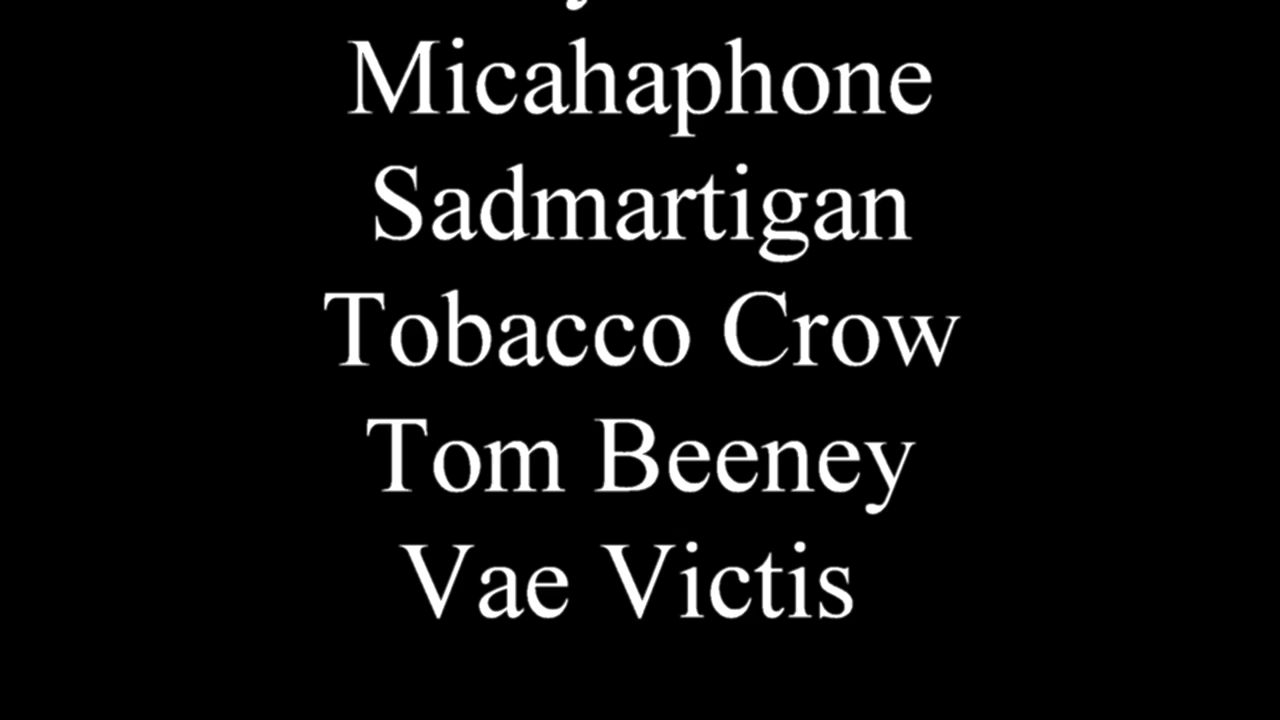 Micahaphone
Sadmartigan
Tobacco Crow
Tom Beeney
Vae Victis